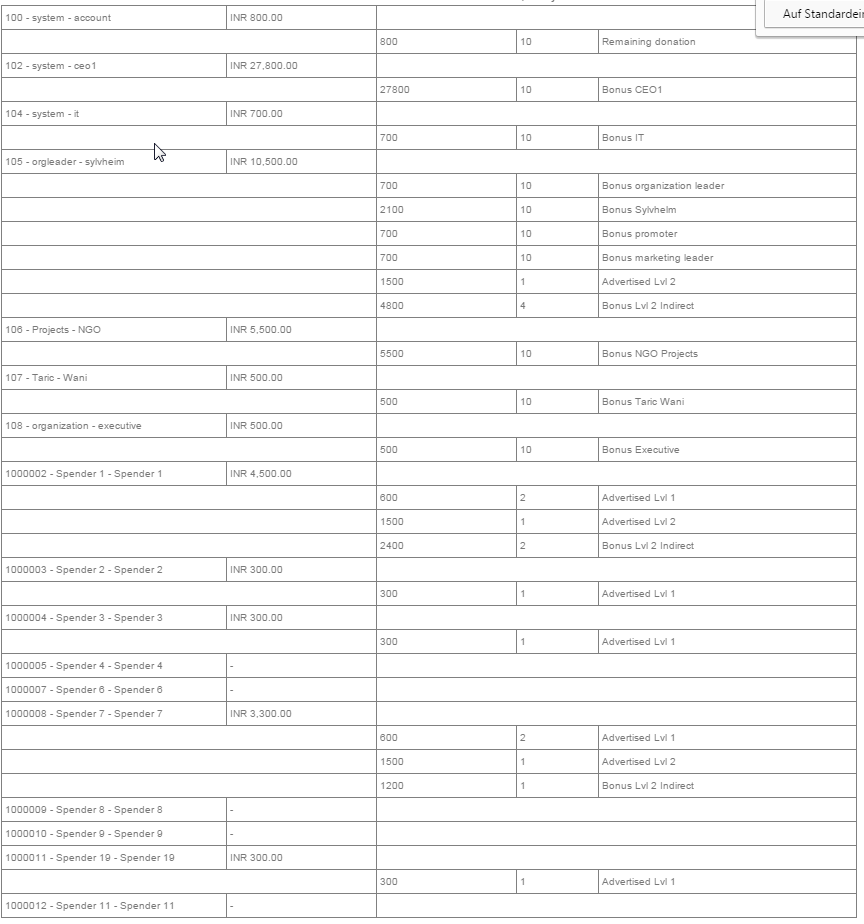 Auf Standardein
100 - system - account INR 800.00
800 10 Remaining donation
102 - system - ceo1 INR 27,800.00
27800 10 Bonus CEO1
104 - system - it INR 700.00
700 10 Bonus IT
105 - orgleader - sylvheim INR 10,500.00
700 10 Bonus organization leader
2100 10 Bonus Sylvhelm
700 10 Bonus promoter
700 10 Bonus marketing leader
1500 1 Advertised Lvl 2
4800 4 Bonus Lvl 2 Indirect
106 - Projects - NGO INR 5,500.00
5500 10 Bonus NGO Projects
107 - Taric - Wani INR 500.00
500 10 Bonus Taric Wani
108 - organization - executive INR 500.00
500 10 Bonus Executive
1000002 - Spender 1 - Spender 1 INR 4,500.00
600 2 Advertised Lvl 1
1500 1 Advertised Lvl 2
2400 2 Bonus Lvl 2 Indirect
1000003 - Spender 2 - Spender 2 INR 300.00
300 1 Advertised Lvl 1
1000004 - Spender 3 - Spender 3 INR 300.00
300 1 Advertised Lvl 1
1000005 - Spender 4 - Spender 4 -
1000007 - Spender 6 - Spender 6 -
1000008 - Spender 7 - Spender 7 INR 3,300.00
600 2 Advertised Lvl 1
1500 1 Advertised Lvl 2
1200 1 Bonus Lvl 2 Indirect
1000009 - Spender 8 - Spender 8 -
1000010 - Spender 9 - Spender 9 -
1000011 - Spender 19 - Spender 19 INR 300.00
300 1 Advertised Lvl 1
1000012 - Spender 11 - Spender 11 -